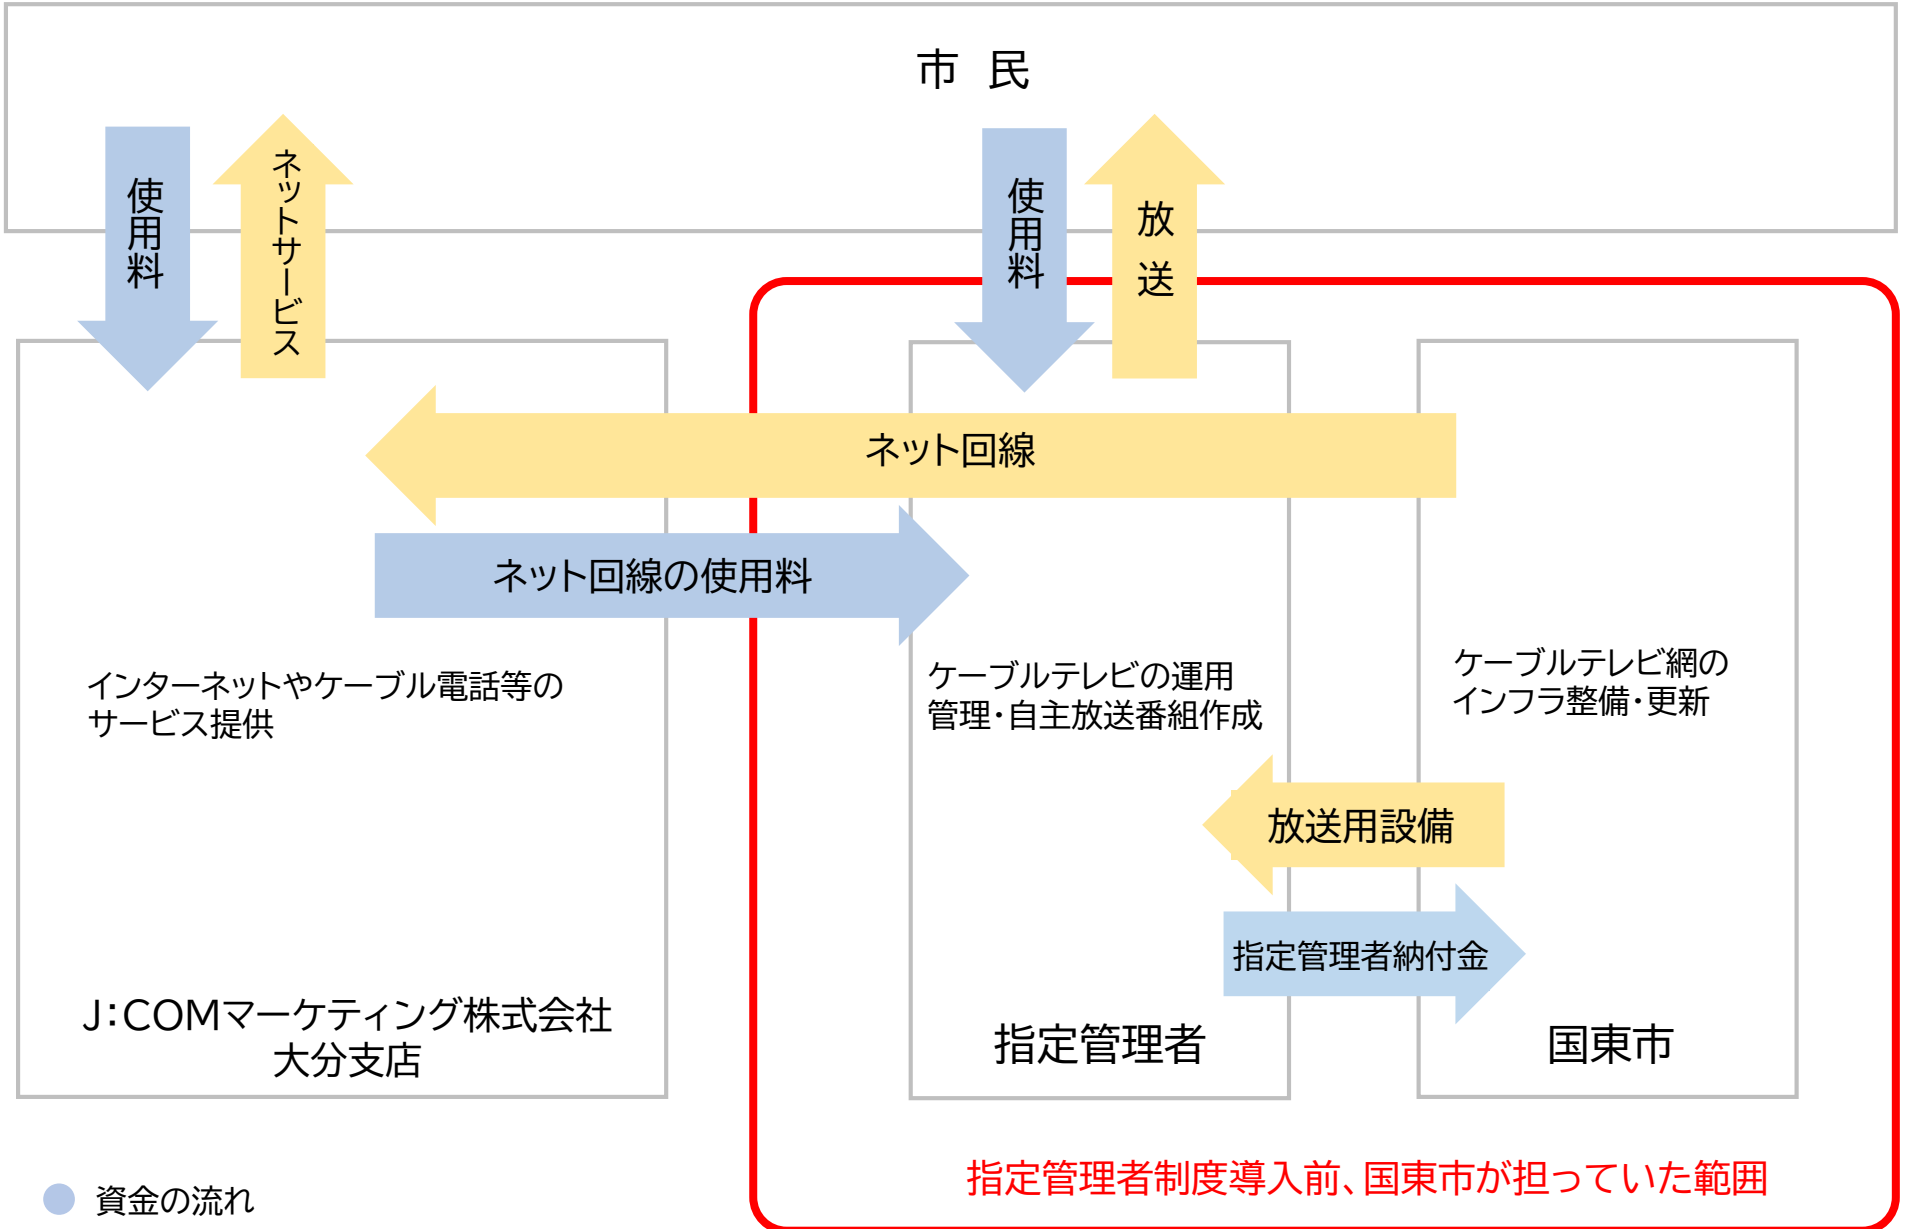 市 民
使用料
ネットサービス
使用料
放送
ネット回線
ネット回線の使用料
インターネットやケーブル電話等の
サービス提供
ケーブルテレビの運用
管理・自主放送番組作成
ケーブルテレビ網の
インフラ整備・更新
放送用設備
指定管理者納付金
J:COMマーケティング株式会社
大分支店
指定管理者
国東市
指定管理者制度導入前、国東市が担っていた範囲
資金の流れ